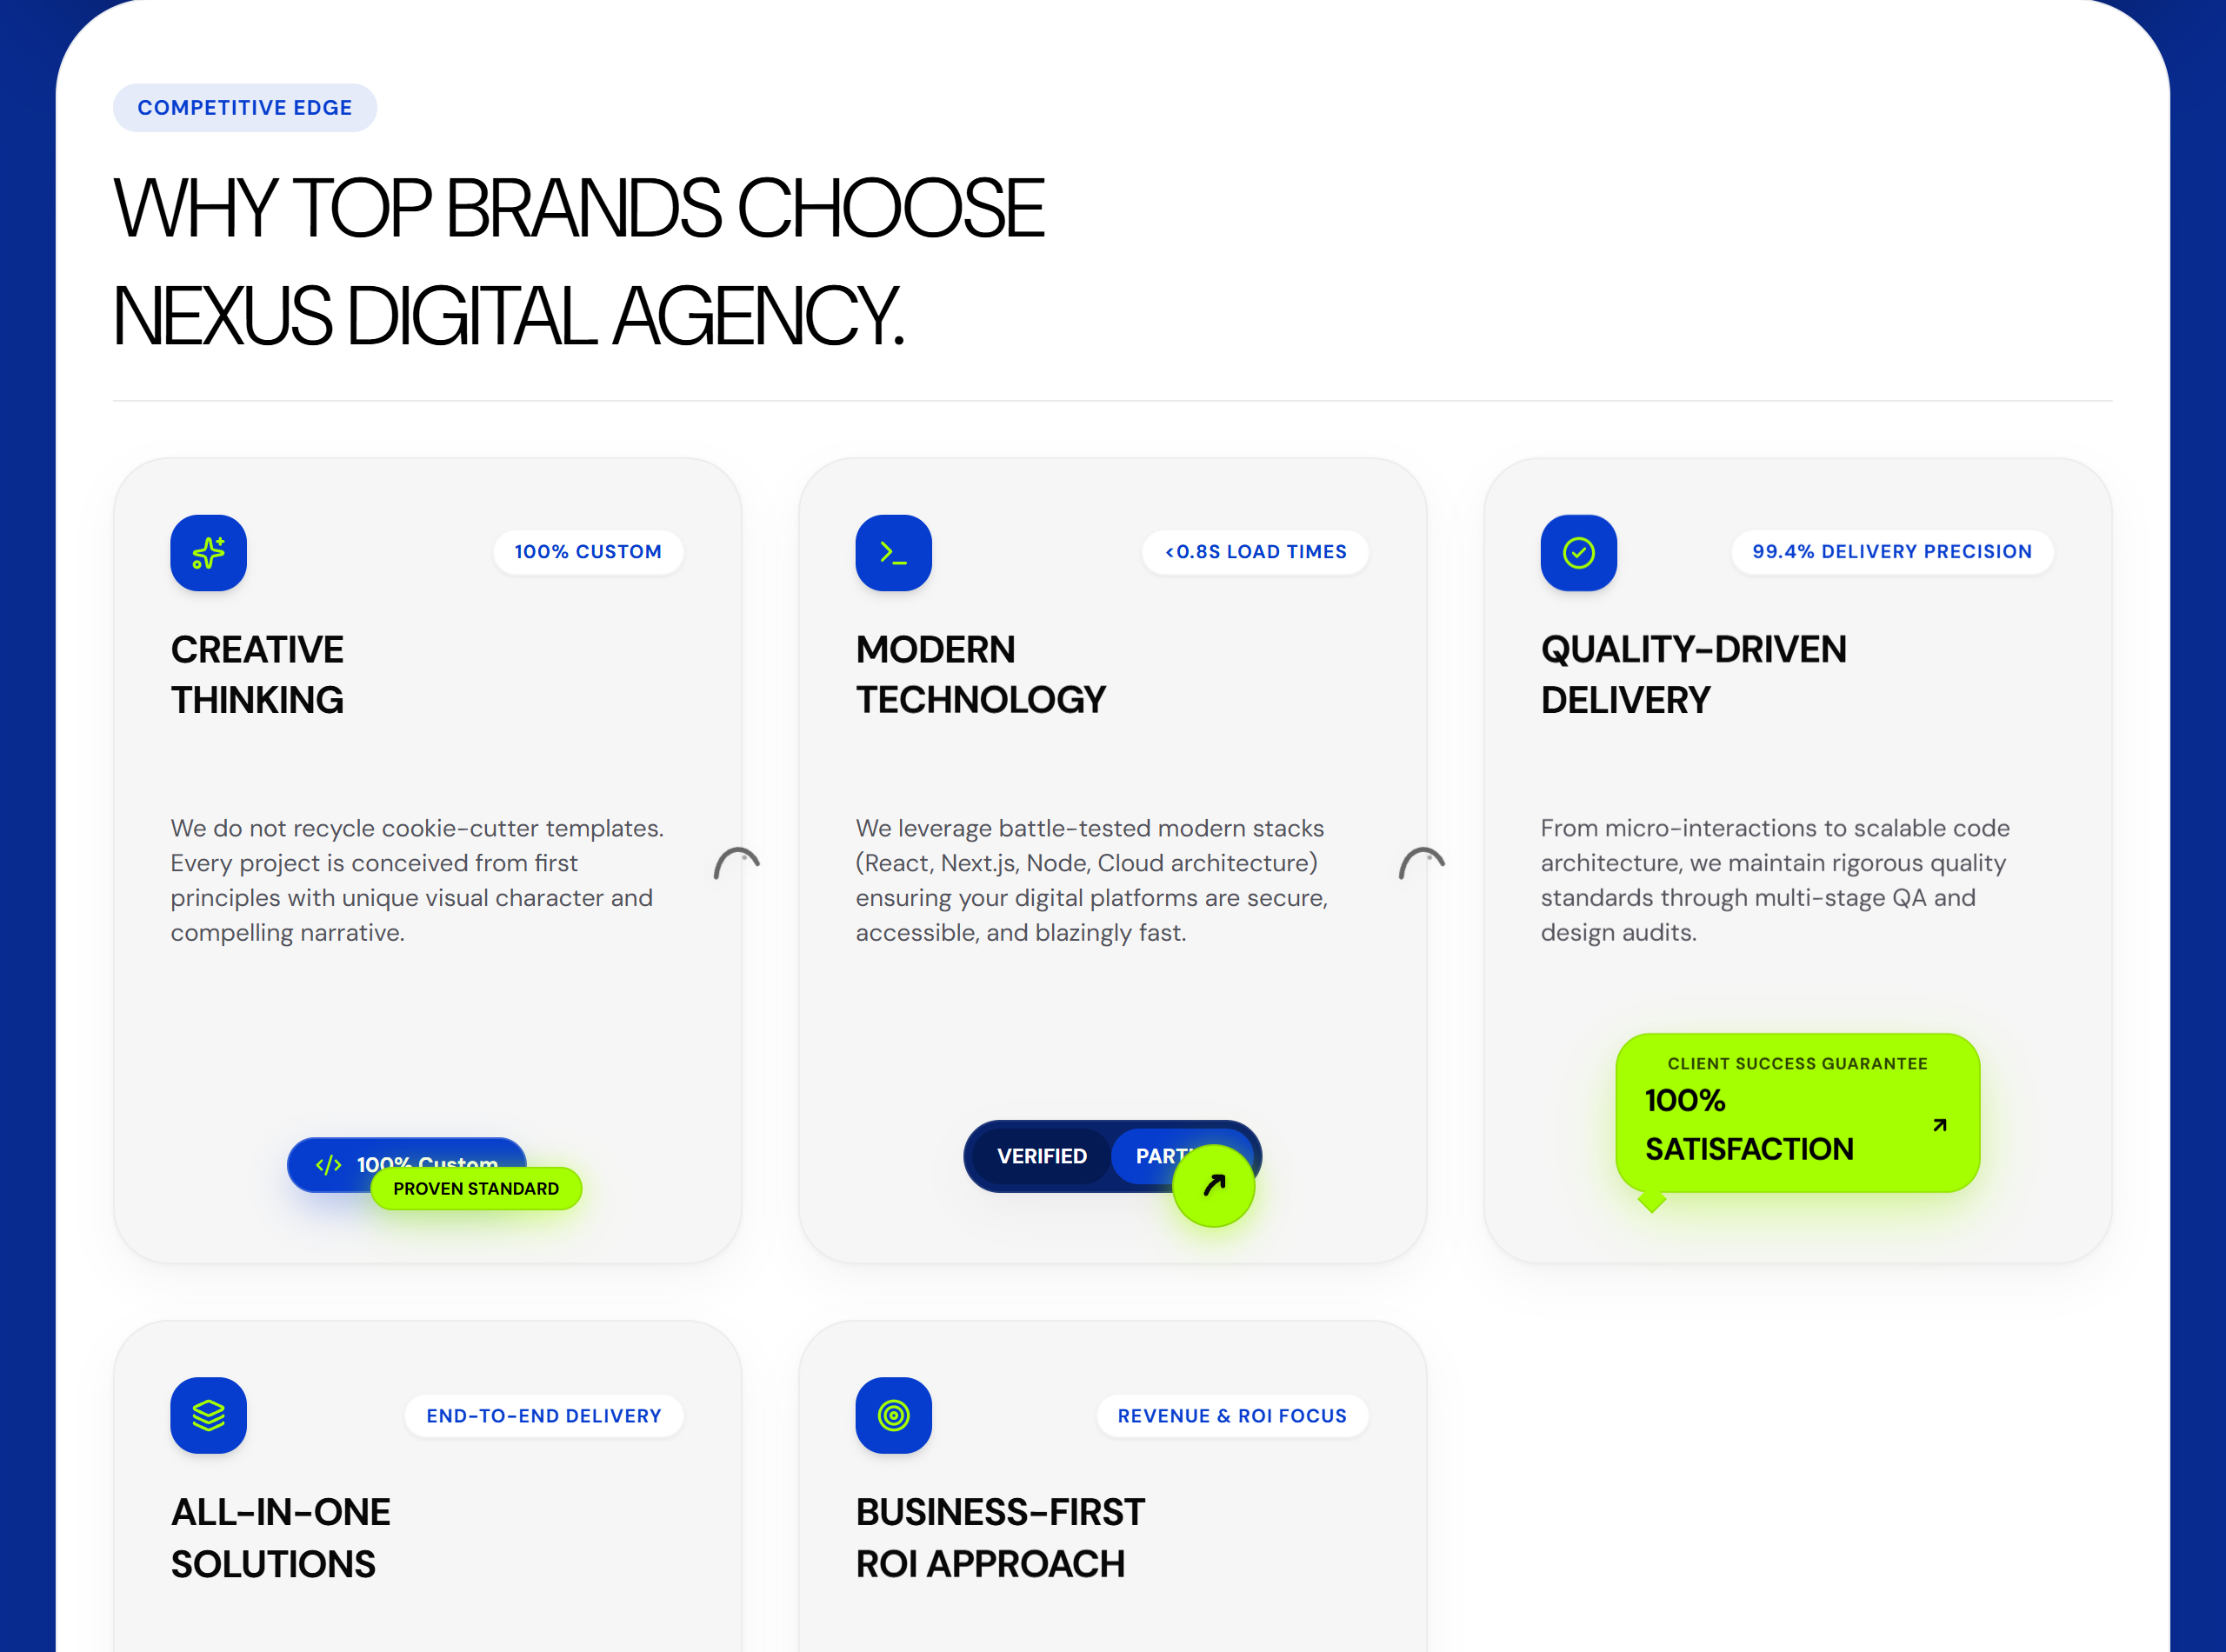 COMPETITIVE EDGE
WHY TOP BRANDS CHOOSE
NEXUS DIGITAL AGENCY.
100% CUSTOM
CREATIVE
THINKING
We do not recycle cookie-cutter templates.
Every project is conceived from first
principles with unique visual character and
compelling narrative.
100% Custom
PROVEN STANDARD
<0.8S LOAD TIMES
MODERN
TECHNOLOGY
We leverage battle-tested modern stacks
(React, Next.js, Node, Cloud architecture)
ensuring your digital platforms are secure,
accessible, and blazingly fast.
VERIFIED
99.4% DELIVERY PRECISION
QUALITY-DRIVEN
DELIVERY
From micro-interactions to scalable code
architecture, we maintain rigorous quality
standards through multi-stage QA and
design audits.
CLIENT SUCCESS GUARANTEE
100%
SATISFACTION
END-TO-END DELIVERY
ALL-IN-ONE
SOLUTIONS
REVENUE & ROI FOCUS
BUSINESS-FIRST
ROI APPROACH